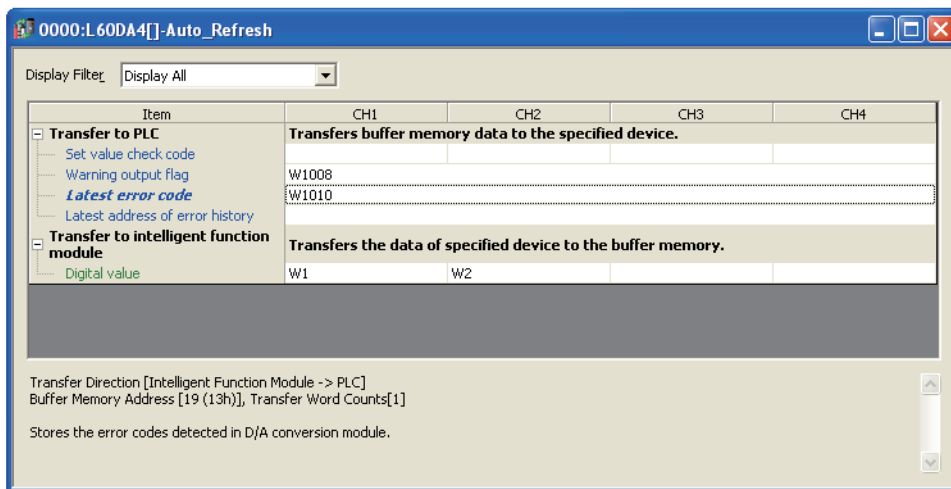 0000:L60DA4[]-Auto_Refresh
Display Filter Display All
Item CH1 CH2 CH3 CH4
Transfer to PLC Transfers buffer memory data to the specified device.
Set value check code
Warning output flag W1008
Latest error code W1010
Latest address of error history
Transfer to intelligent function
module Transfers the data of specified device to the buffer memory.
Digital value W1 W2
Transfer Direction [Intelligent Function Module -> PLC]
Buffer Memory Address [19 (13h)], Transfer Word Counts[1]
Stores the error codes detected in D/A conversion module.